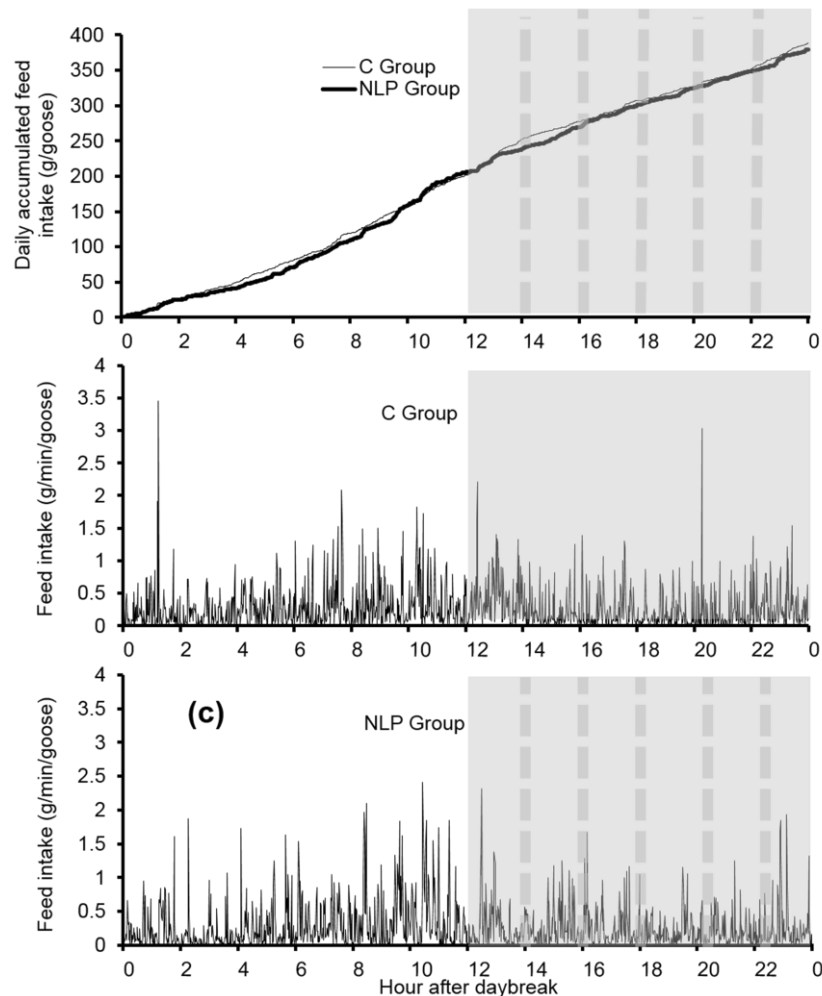 400
350
300
250
200
150
100
50
0
Daily accumulated feed
intake (g/goose)
C Group
NLP Group
0 2 4 6 8 10 12 14 16 18 20 22 0
4
3.5
3
2.5
2
1.5
1
0.5
0
Feed intake (g/min/goose)
C Group
0 2 4 6 8 10 12 14 16 18 20 22 0
4
3.5
3
2.5
2
1.5
1
0.5
0
Feed intake (g/min/goose)
(c)
NLP Group
0 2 4 6 8 10 12 14 16 18 20 22 0
Hour after daybreak